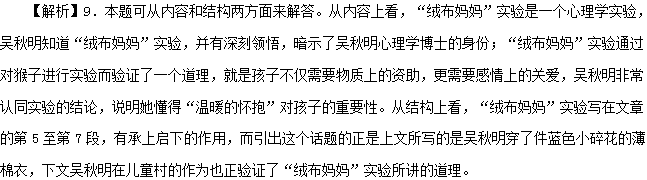 【解析】9．本题可从内容和结构两方面来解答。从内容上看，“绒布妈妈”实验是一个心理学实验，
吴秋明知道“绒布妈妈”实验，并有深刻领悟，暗示了吴秋明心理学博士的身份；“绒布妈妈”实验通过
对猴子进行实验而验证了一个道理，就是孩子不仅需要物质上的资助，更需要感情上的关爱，吴秋明非常
认同实验的结论，说明她懂得“温暖的怀抱”对孩子的重要性。从结构上看，“绒布妈妈”实验写在文章
的第5至第7段，有承上启下的作用，而引出这个话题的正是上文所写的是吴秋明穿了件蓝色小碎花的薄
棉衣，下文吴秋明在儿童村的作为也正验证了“绒布妈妈”实验所讲的道理。